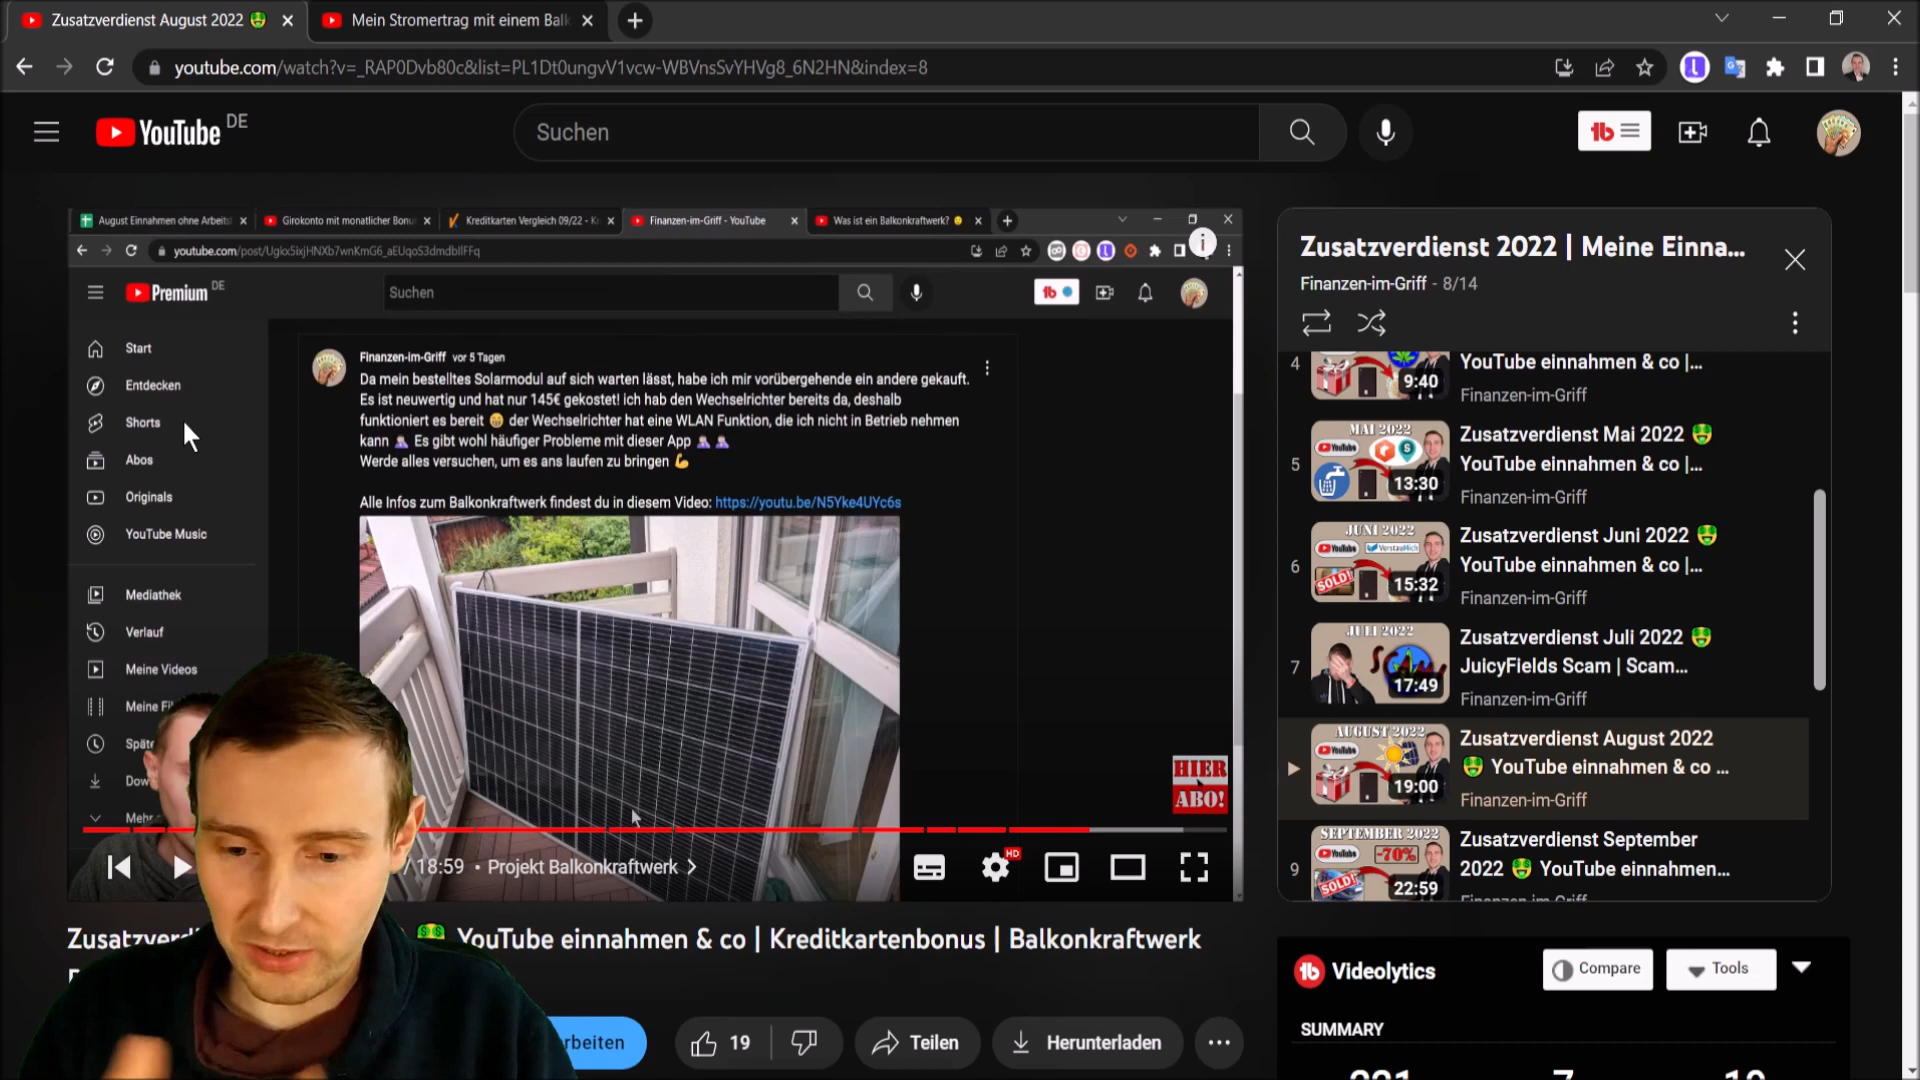 Zusatzverdienst August 2022
Mein Stromertrag mit einem Balk
youtube.com/watch?v=_RAP0Dvb80c&list=PL1Dt0ungvV1vcw-WBVnsSvYHVg8_6N2HN&index=8
YouTube DE
Suchen
August Einnahmen ohne Arbeits
Girokonto mit monatlicher Bonu
Kreditkarten Vergleich 09/22 - K
Finanzen-im-Griff - YouTube
Was ist ein Balkonkraftwerk?
youtube.com/post/Ugkx5ixjHNXb7wnKmG6_aEUqoS3dmdbIlFFq
Premium DE
Suchen
Start
Entdecken
Shorts
Abos
Originals
YouTube Music
Mediathek
Verlauf
Meine Videos
Meine Fil
Späte
Dow
Mehr
Finanzen-im-Griff vor 5 Tagen
Da mein bestelltes Solarmodul auf sich warten lässt, habe ich mir vorübergehende ein andere gekauft.
Es ist neuwertig und hat nur 145€ gekostet! ich hab den Wechselrichter bereits da, deshalb
funktioniert es bereit 😁 der Wechselrichter hat eine WLAN Funktion, die ich nicht in Betrieb nehmen
kann 🤷🏻‍♂️ Es gibt wohl häufiger Probleme mit dieser App 🤷🏻‍♂️ 🤷🏻‍♂️
Werde alles versuchen, um es ans laufen zu bringen 💪
Alle Infos zum Balkonkraftwerk findest du in diesem Video: https://youtu.be/N5Yke4UYc6s
HIER
ABO!
/ 18:59 • Projekt Balkonkraftwerk
HD
Zusatzver
🤑 YouTube einnahmen & co | Kreditkartenbonus | Balkonkraftwerk
rbeiten
19
Teilen
Herunterladen
Zusatzverdienst 2022 | Meine Einna...
Finanzen-im-Griff - 8/14
4
9:40
YouTube einnahmen & co |...
Finanzen-im-Griff
5
MAI 2022
YouTube
13:30
Zusatzverdienst Mai 2022 🤑
YouTube einnahmen & co |...
Finanzen-im-Griff
6
JUNI 2022
YouTube
VerstauMich
SOLD!
15:32
Zusatzverdienst Juni 2022 🤑
YouTube einnahmen & co |...
Finanzen-im-Griff
7
JULI 2022
SCAM
17:49
Zusatzverdienst Juli 2022 🤑
JuicyFields Scam | Scam...
Finanzen-im-Griff
AUGUST 2022
YouTube
19:00
Zusatzverdienst August 2022
🤑 YouTube einnahmen & co ...
Finanzen-im-Griff
9
SEPTEMBER 2022
YouTube
-70%
SOLD!
22:59
Zusatzverdienst September
2022 🤑 YouTube einnahmen...
Finanzen-im-Griff
Videolytics
Compare
Tools
SUMMARY